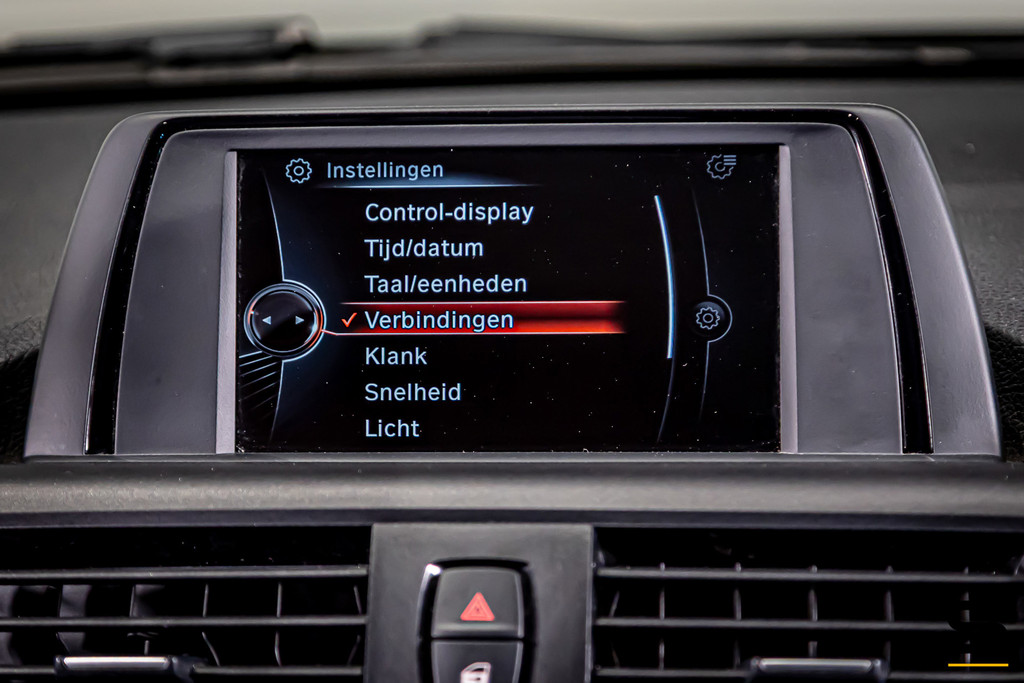 Instellingen
Control-display
Tijd/datum
Taal/eenheden
Verbindingen
Klank
Snelheid
Licht